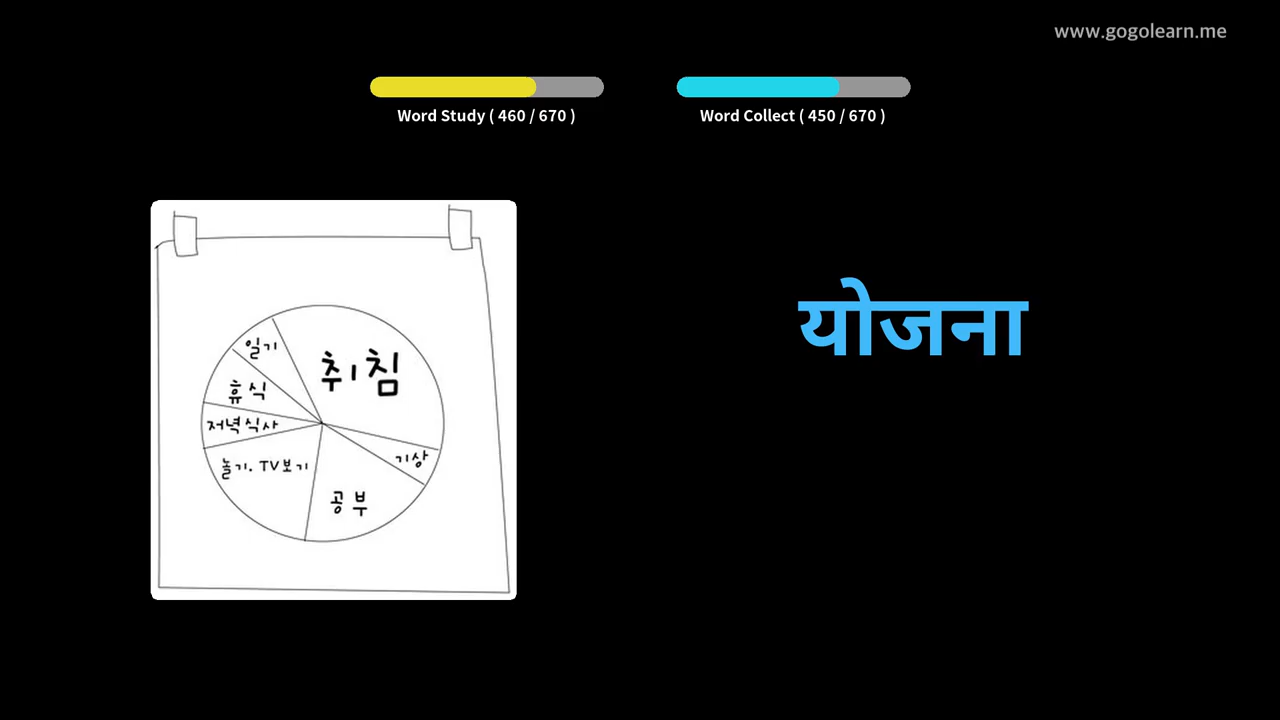 www.gogolearn.me
Word Study ( 460 / 670 )
Word Collect ( 450 / 670 )
일기
취침
휴식
저녁식사
놀기. TV보기
기상
공부
योजना